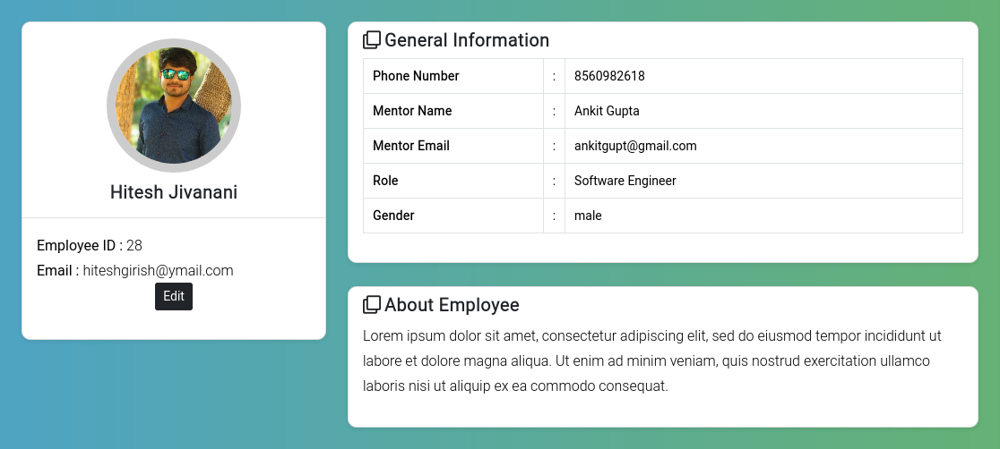 Hitesh Jivanani
Employee ID : 28
Email : hiteshgirish@ymail.com
Edit
General Information
Phone Number : 8560982618
Mentor Name : Ankit Gupta
Mentor Email : ankitgupt@gmail.com
Role : Software Engineer
Gender : male
About Employee
Lorem ipsum dolor sit amet, consectetur adipiscing elit, sed do eiusmod tempor incididunt ut
labore et dolore magna aliqua. Ut enim ad minim veniam, quis nostrud exercitation ullamco
laboris nisi ut aliquip ex ea commodo consequat.